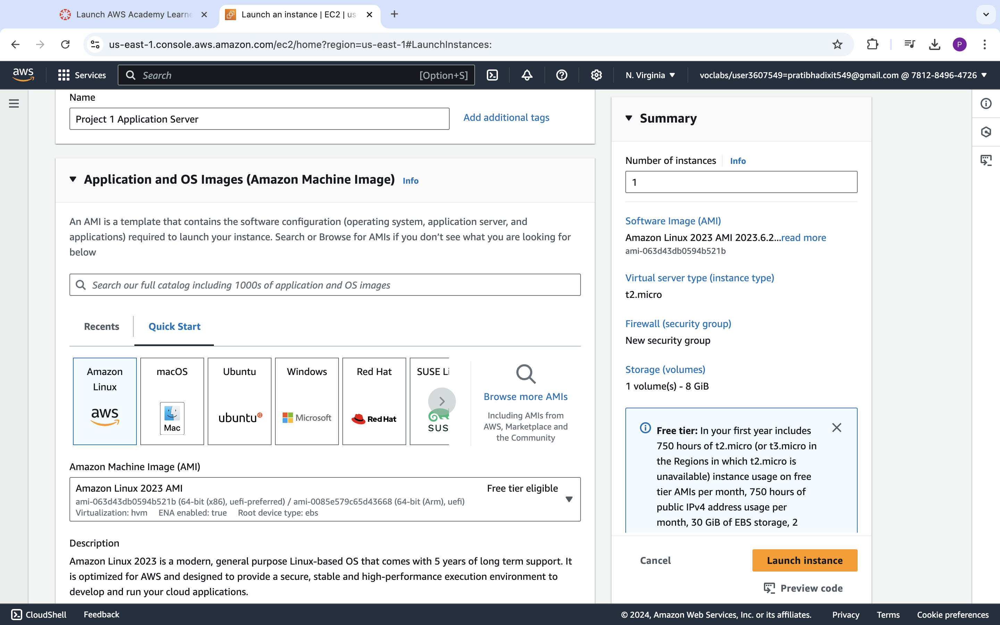 Launch AWS Academy Learne
Launch an instance | EC2 | us
us-east-1.console.aws.amazon.com/ec2/home?region=us-east-1#LaunchInstances:
P
aws
Services
Search
[Option+S]
N. Virginia
voclabs/user3607549=pratibhadixit549@gmail.com @ 7812-8496-4726
Name
Project 1 Application Server
Add additional tags
Application and OS Images (Amazon Machine Image) Info
An AMI is a template that contains the software configuration (operating system, application server, and
applications) required to launch your instance. Search or Browse for AMIs if you don’t see what you are looking for
below
Search our full catalog including 1000s of application and OS images
Recents
Quick Start
Amazon
Linux
aws
macOS
Mac
Ubuntu
ubuntu
Windows
Microsoft
Red Hat
Red Hat
SUSE Li
SUS
Browse more AMIs
Including AMIs from
AWS, Marketplace and
the Community
Amazon Machine Image (AMI)
Amazon Linux 2023 AMI
Free tier eligible
ami-063d43db0594b521b (64-bit (x86), uefi-preferred) / ami-0085e579c65d43668 (64-bit (Arm), uefi)
Virtualization: hvm ENA enabled: true Root device type: ebs
Description
Amazon Linux 2023 is a modern, general purpose Linux-based OS that comes with 5 years of long term support. It
is optimized for AWS and designed to provide a secure, stable and high-performance execution environment to
develop and run your cloud applications.
Summary
Number of instances Info
1
Software Image (AMI)
Amazon Linux 2023 AMI 2023.6.2...read more
ami-063d43db0594b521b
Virtual server type (instance type)
t2.micro
Firewall (security group)
New security group
Storage (volumes)
1 volume(s) - 8 GiB
Free tier: In your first year includes
750 hours of t2.micro (or t3.micro in
the Regions in which t2.micro is
unavailable) instance usage on free
tier AMIs per month, 750 hours of
public IPv4 address usage per
month, 30 GiB of EBS storage, 2
Cancel
Launch instance
Preview code
CloudShell
Feedback
© 2024, Amazon Web Services, Inc. or its affiliates.
Privacy
Terms
Cookie preferences